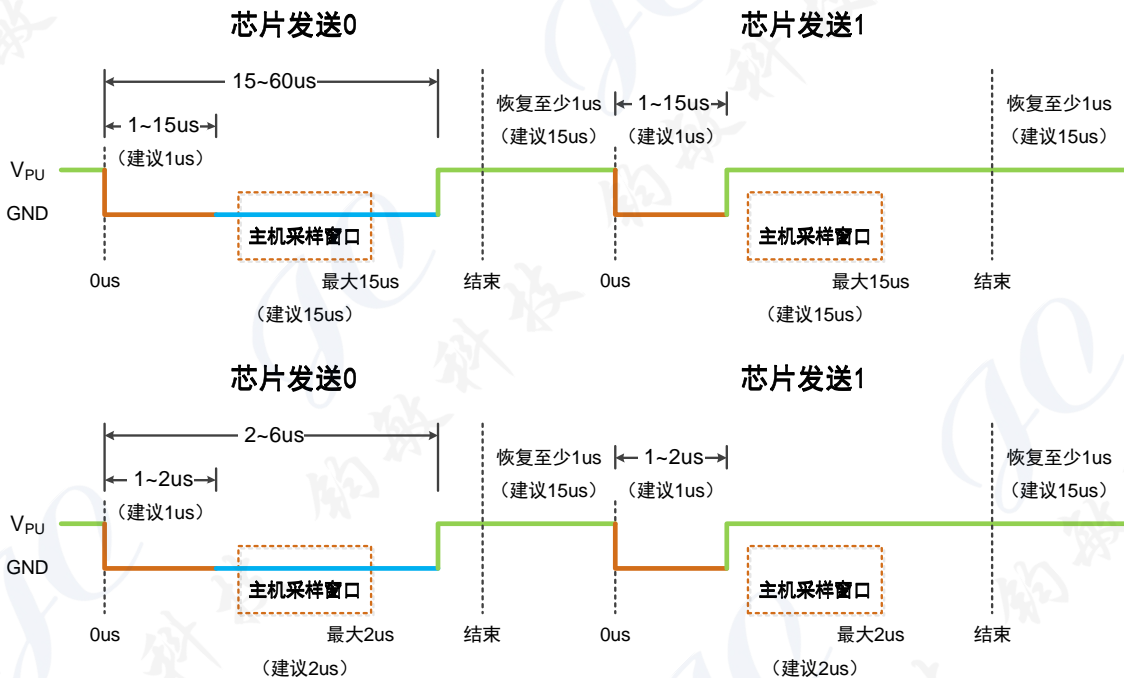 芯片发送0
芯片发送1
15~60us
恢复至少1us
(建议15us)
1~15us
(建议1us)
1~15us
(建议1us)
恢复至少1us
(建议15us)
VPU
GND
主机采样窗口
主机采样窗口
0us
最大15us
(建议15us)
结束
0us
最大15us
(建议15us)
结束
芯片发送0
芯片发送1
2~6us
恢复至少1us
(建议15us)
1~2us
(建议1us)
1~2us
(建议1us)
恢复至少1us
(建议15us)
VPU
GND
主机采样窗口
主机采样窗口
0us
最大2us
(建议2us)
结束
0us
最大2us
(建议2us)
结束